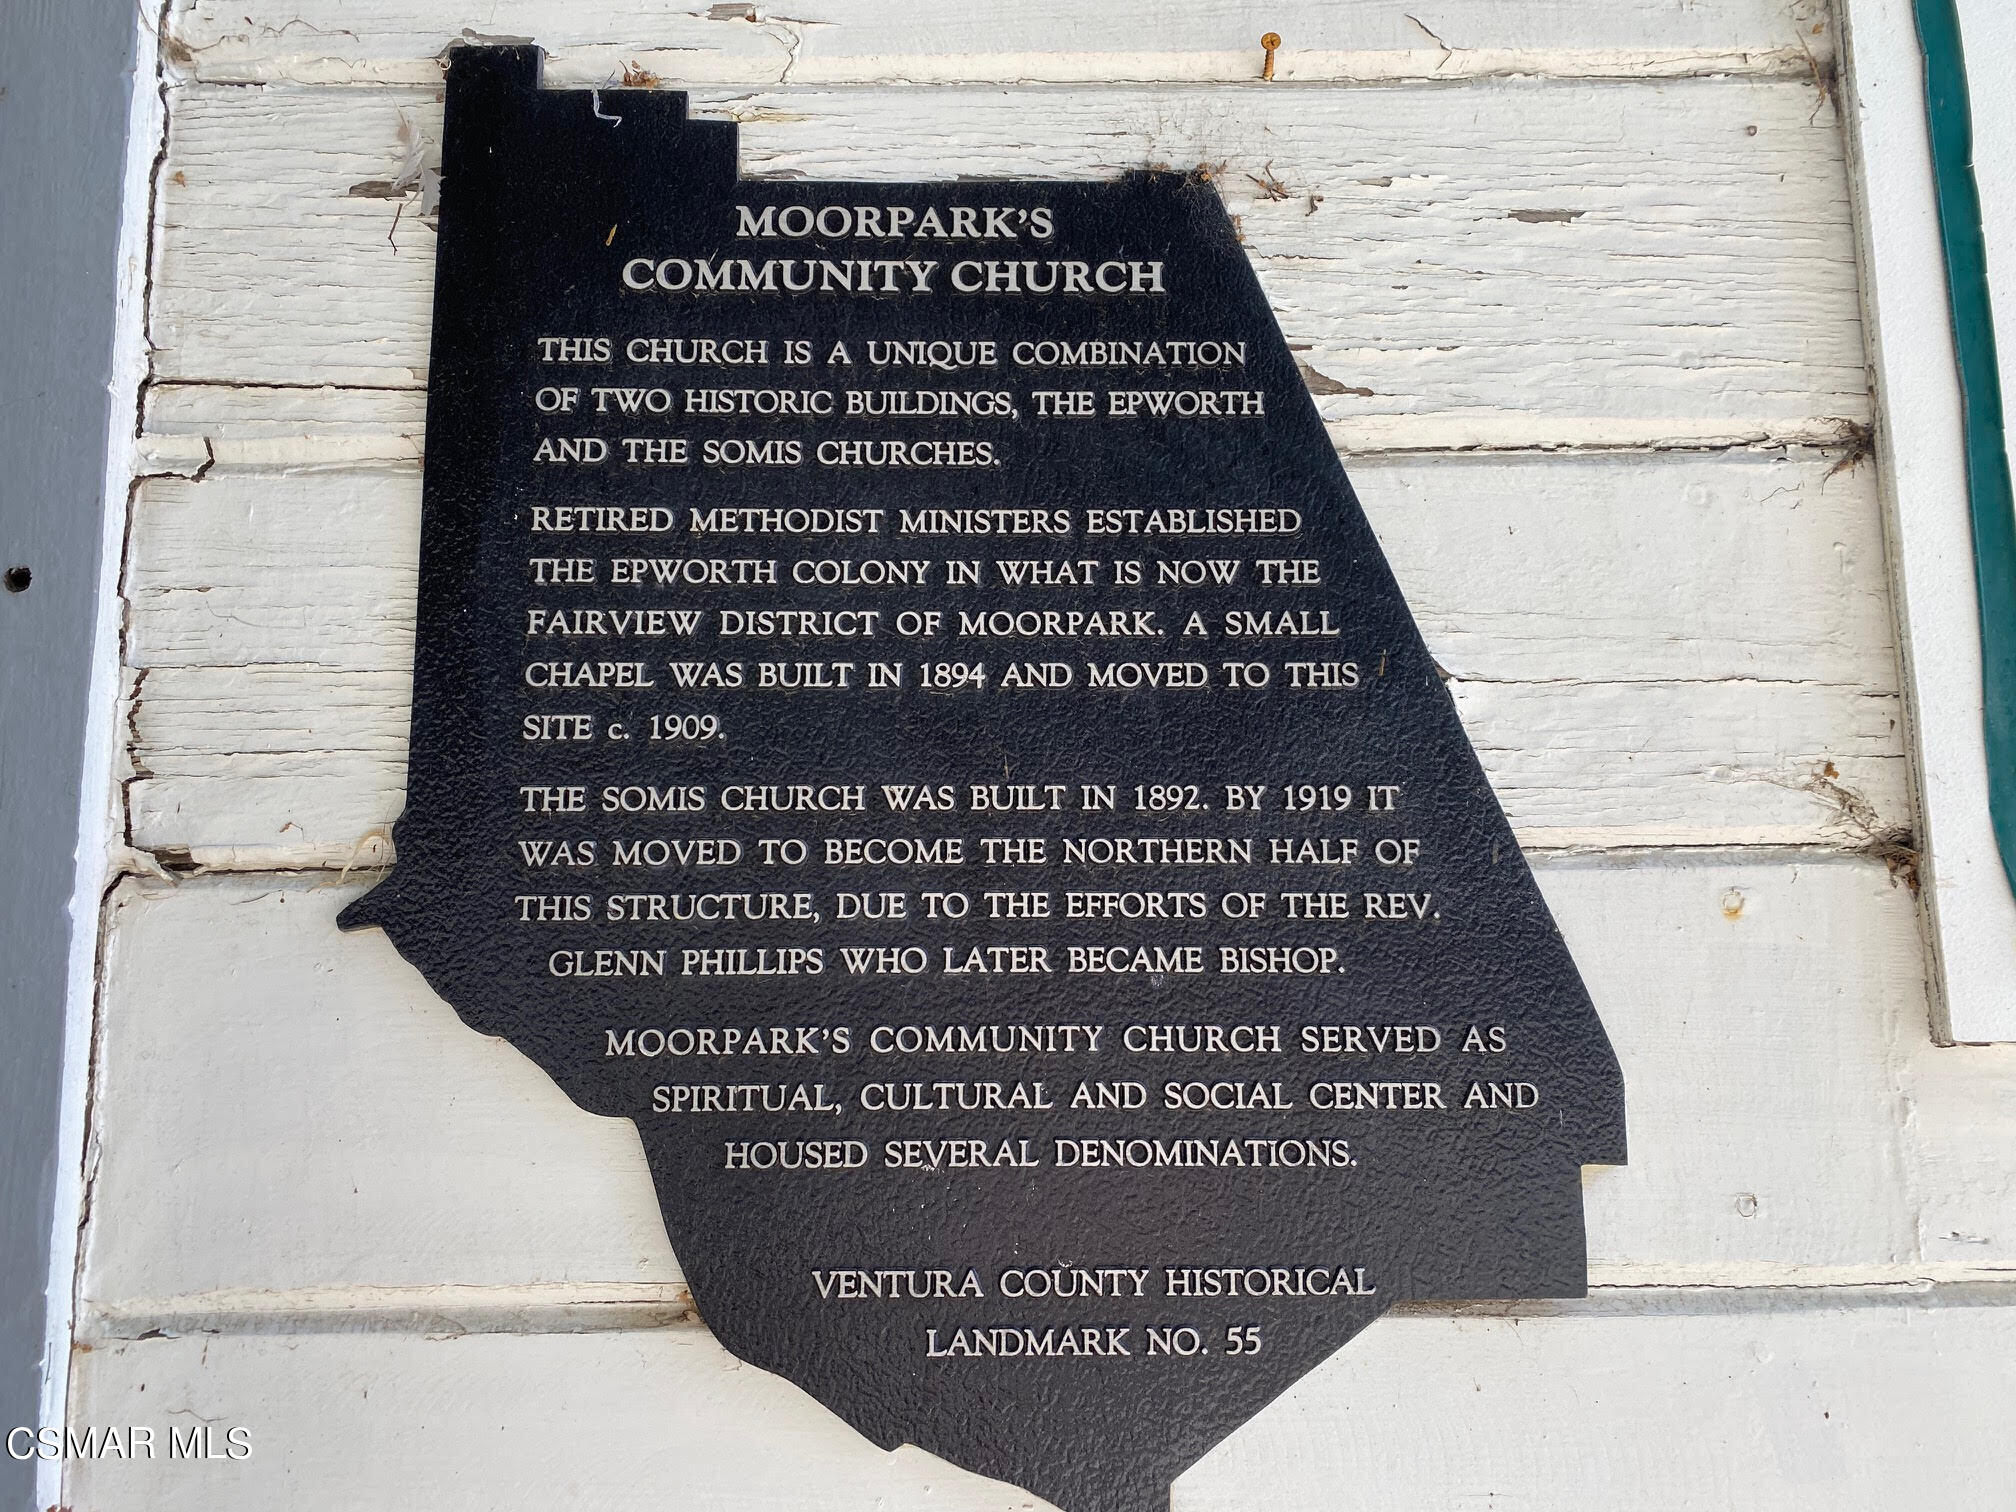 MOORPARK'S
COMMUNITY CHURCH
THIS CHURCH IS A UNIQUE COMBINATION
OF TWO HISTORIC BUILDINGS, THE EPWORTH
AND THE SOMIS CHURCHES.
RETIRED METHODIST MINISTERS ESTABLISHED
THE EPWORTH COLONY IN WHAT IS NOW THE
FAIRVIEW DISTRICT OF MOORPARK. A SMALL
CHAPEL WAS BUILT IN 1894 AND MOVED TO THIS
SITE c. 1909.
THE SOMIS CHURCH WAS BUILT IN 1892. BY 1919 IT
WAS MOVED TO BECOME THE NORTHERN HALF OF
THIS STRUCTURE, DUE TO THE EFFORTS OF THE REV.
GLENN PHILLIPS WHO LATER BECAME BISHOP.
MOORPARK'S COMMUNITY CHURCH SERVED AS
SPIRITUAL, CULTURAL AND SOCIAL CENTER AND
HOUSED SEVERAL DENOMINATIONS.
VENTURA COUNTY HISTORICAL
LANDMARK NO. 55
CSMAR MLS